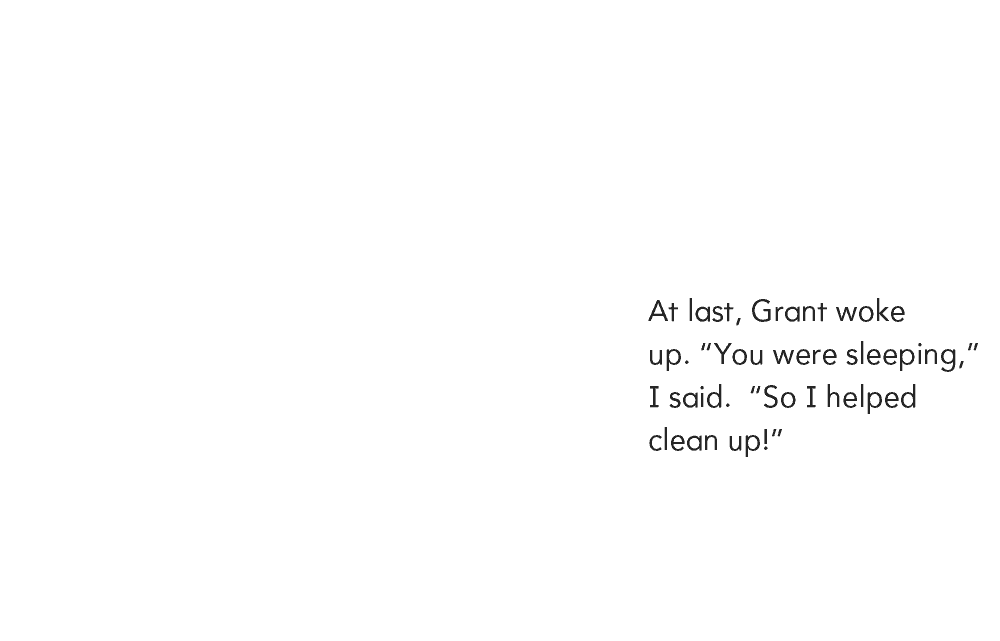 At last, Grant woke
up. “You were sleeping,”
I said.  “So I helped
clean up!”